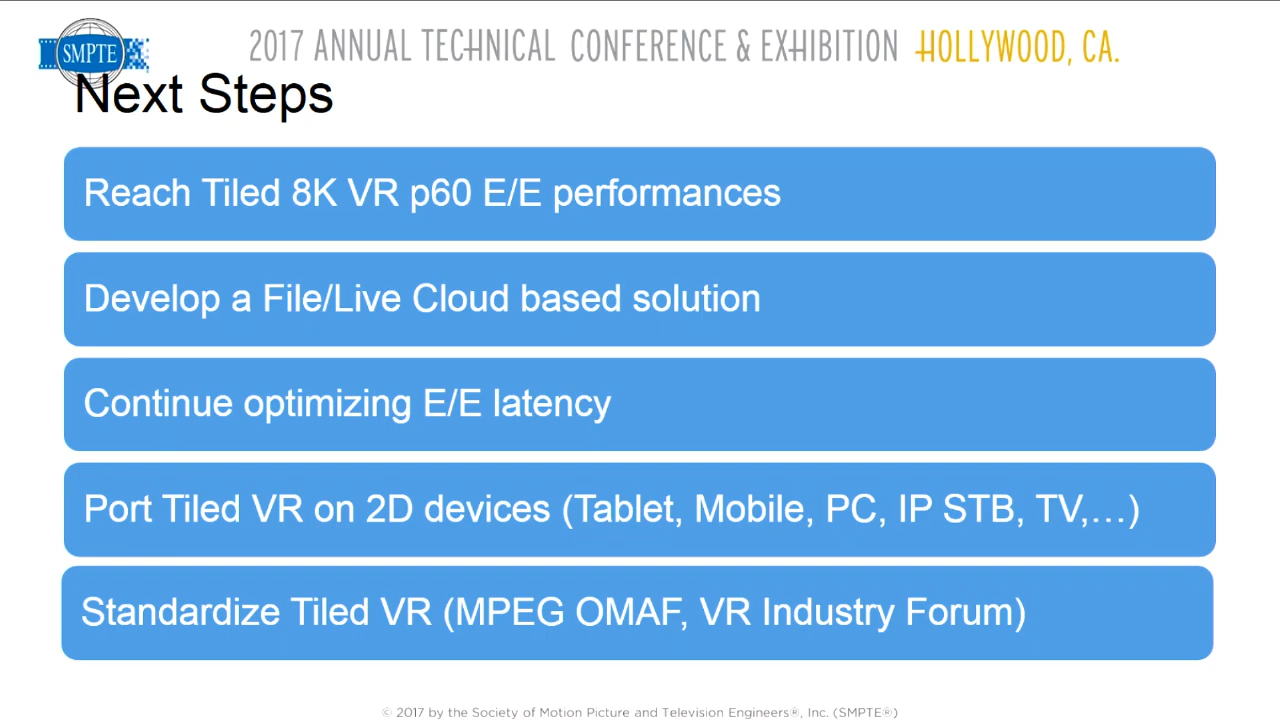 SMPTE
2017 ANNUAL TECHNICAL CONFERENCE & EXHIBITION HOLLYWOOD, CA.
Next Steps
Reach Tiled 8K VR p60 E/E performances
Develop a File/Live Cloud based solution
Continue optimizing E/E latency
Port Tiled VR on 2D devices (Tablet, Mobile, PC, IP STB, TV,…)
Standardize Tiled VR (MPEG OMAF, VR Industry Forum)
© 2017 by the Society of Motion Picture and Television Engineers®, Inc. (SMPTE®)